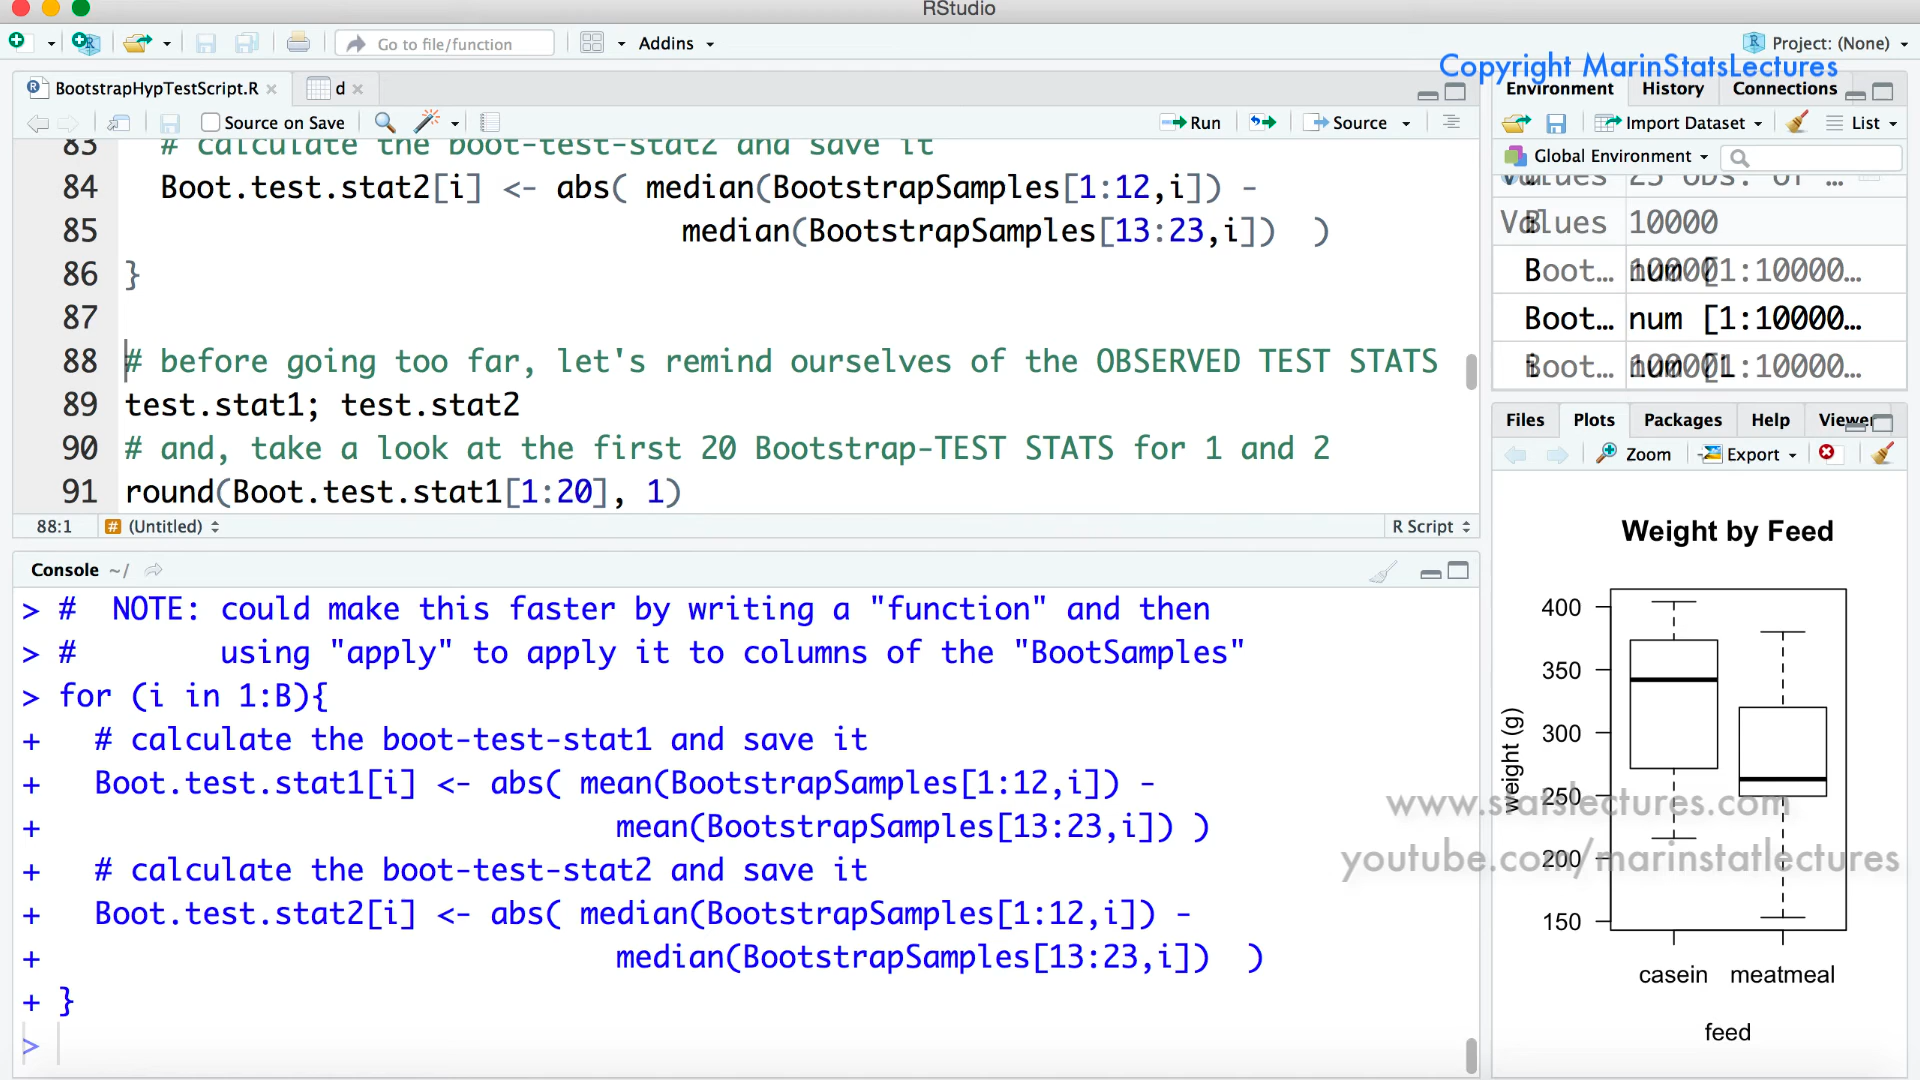 RStudio
Go to file/function
Addins
Project: (None)
Copyright MarinStatsLectures
BootstrapHypTestScript.R
d
Source on Save
Run
Source
83 # calculate the boot-test-stat2 and save it
84 Boot.test.stat2[i] <- abs( median(BootstrapSamples[1:12,i]) -
85 median(BootstrapSamples[13:23,i]) )
86 }
87
88 # before going too far, let's remind ourselves of the OBSERVED TEST STATS
89 test.stat1; test.stat2
90 # and, take a look at the first 20 Bootstrap-TEST STATS for 1 and 2
91 round(Boot.test.stat1[1:20], 1)
88:1
(Untitled)
R Script
Console ~/
> # NOTE: could make this faster by writing a "function" and then
> # using "apply" to apply it to columns of the "BootSamples"
> for (i in 1:B){
+ # calculate the boot-test-stat1 and save it
+ Boot.test.stat1[i] <- abs( mean(BootstrapSamples[1:12,i]) -
+ mean(BootstrapSamples[13:23,i]) )
+ # calculate the boot-test-stat2 and save it
+ Boot.test.stat2[i] <- abs( median(BootstrapSamples[1:12,i]) -
+ median(BootstrapSamples[13:23,i]) )
+ }
>
Environment
History
Connections
Import Dataset
List
Global Environment
Values 10000
Boot… num [1:10000…
Files
Plots
Packages
Help
Viewer
Zoom
Export
Weight by Feed
weight (g)
400
350
300
250
200
150
casein
meatmeal
feed
www.statslectures.com
youtube.com/marinstatlectures